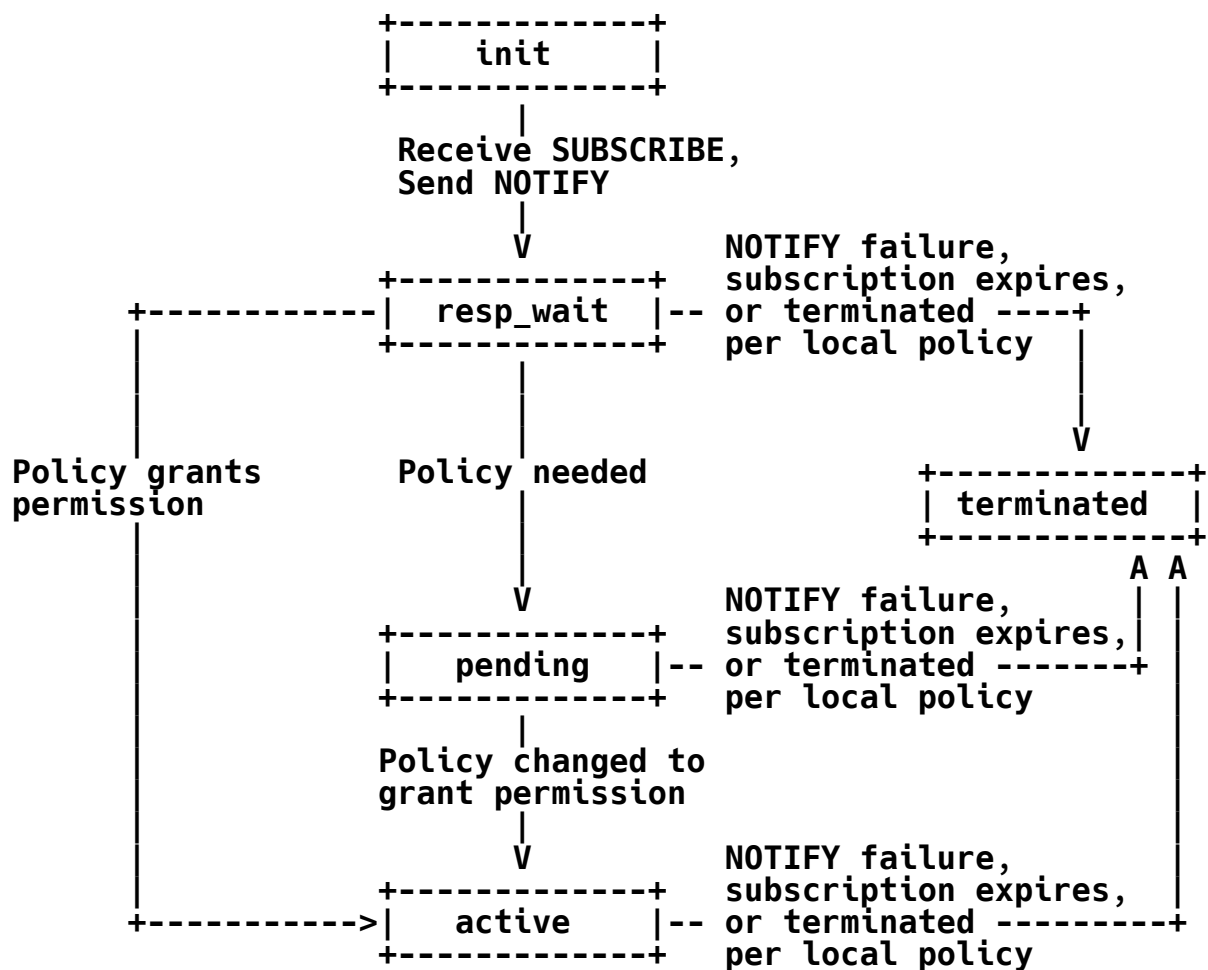 init
Receive SUBSCRIBE,
Send NOTIFY
NOTIFY failure,
subscription expires,
resp_wait
or terminated
per local policy
Policy grants
permission
Policy needed
terminated
NOTIFY failure,
subscription expires,
pending
or terminated
per local policy
Policy changed to
grant permission
NOTIFY failure,
subscription expires,
active
or terminated
per local policy